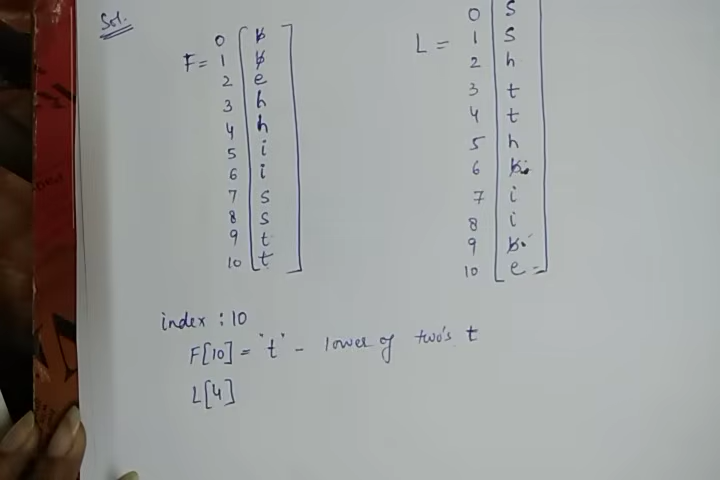 Sol.
F =
0 ƀ
1 ƀ
2 e
3 h
4 h
5 i
6 i
7 s
8 s
9 t
10 t
L =
0 s
1 s
2 h
3 t
4 t
5 h
6 ƀ
7 i
8 i
9 ƀ
10 e
index : 10
F[10] = "t" - lower of two's t
L[4]